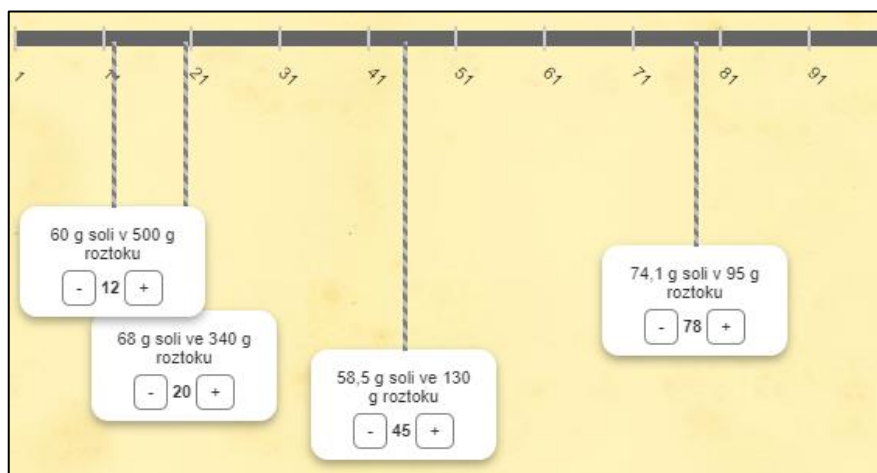 1 11 21 31 41 51 61 71 81 91
60 g soli v 500 g
roztoku
- 12 +
68 g soli ve 340 g
roztoku
- 20 +
58,5 g soli ve 130
g roztoku
- 45 +
74,1 g soli v 95 g
roztoku
- 78 +